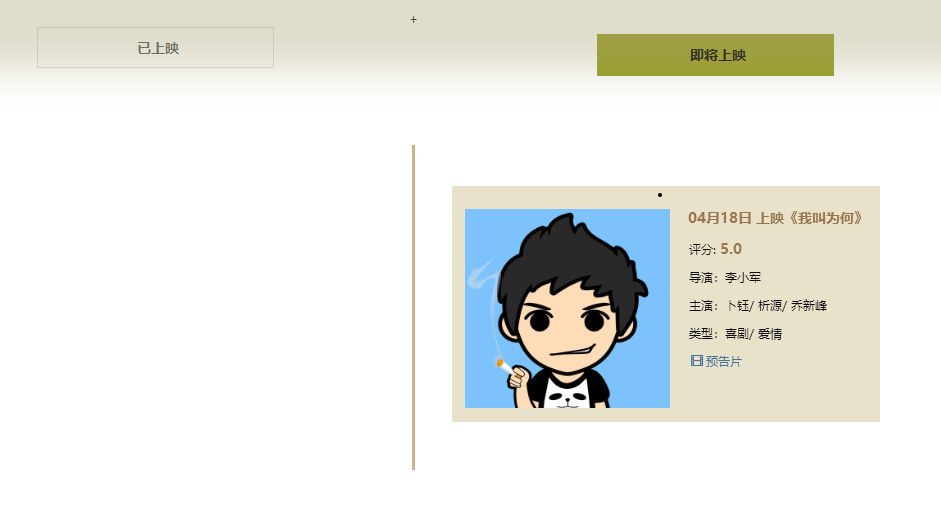 +
已上映
即将上映
04月18日 上映《我叫为何》
评分: 5.0
导演：李小军
主演：卜钰/ 析源/ 乔新峰
类型：喜剧/ 爱情
预告片